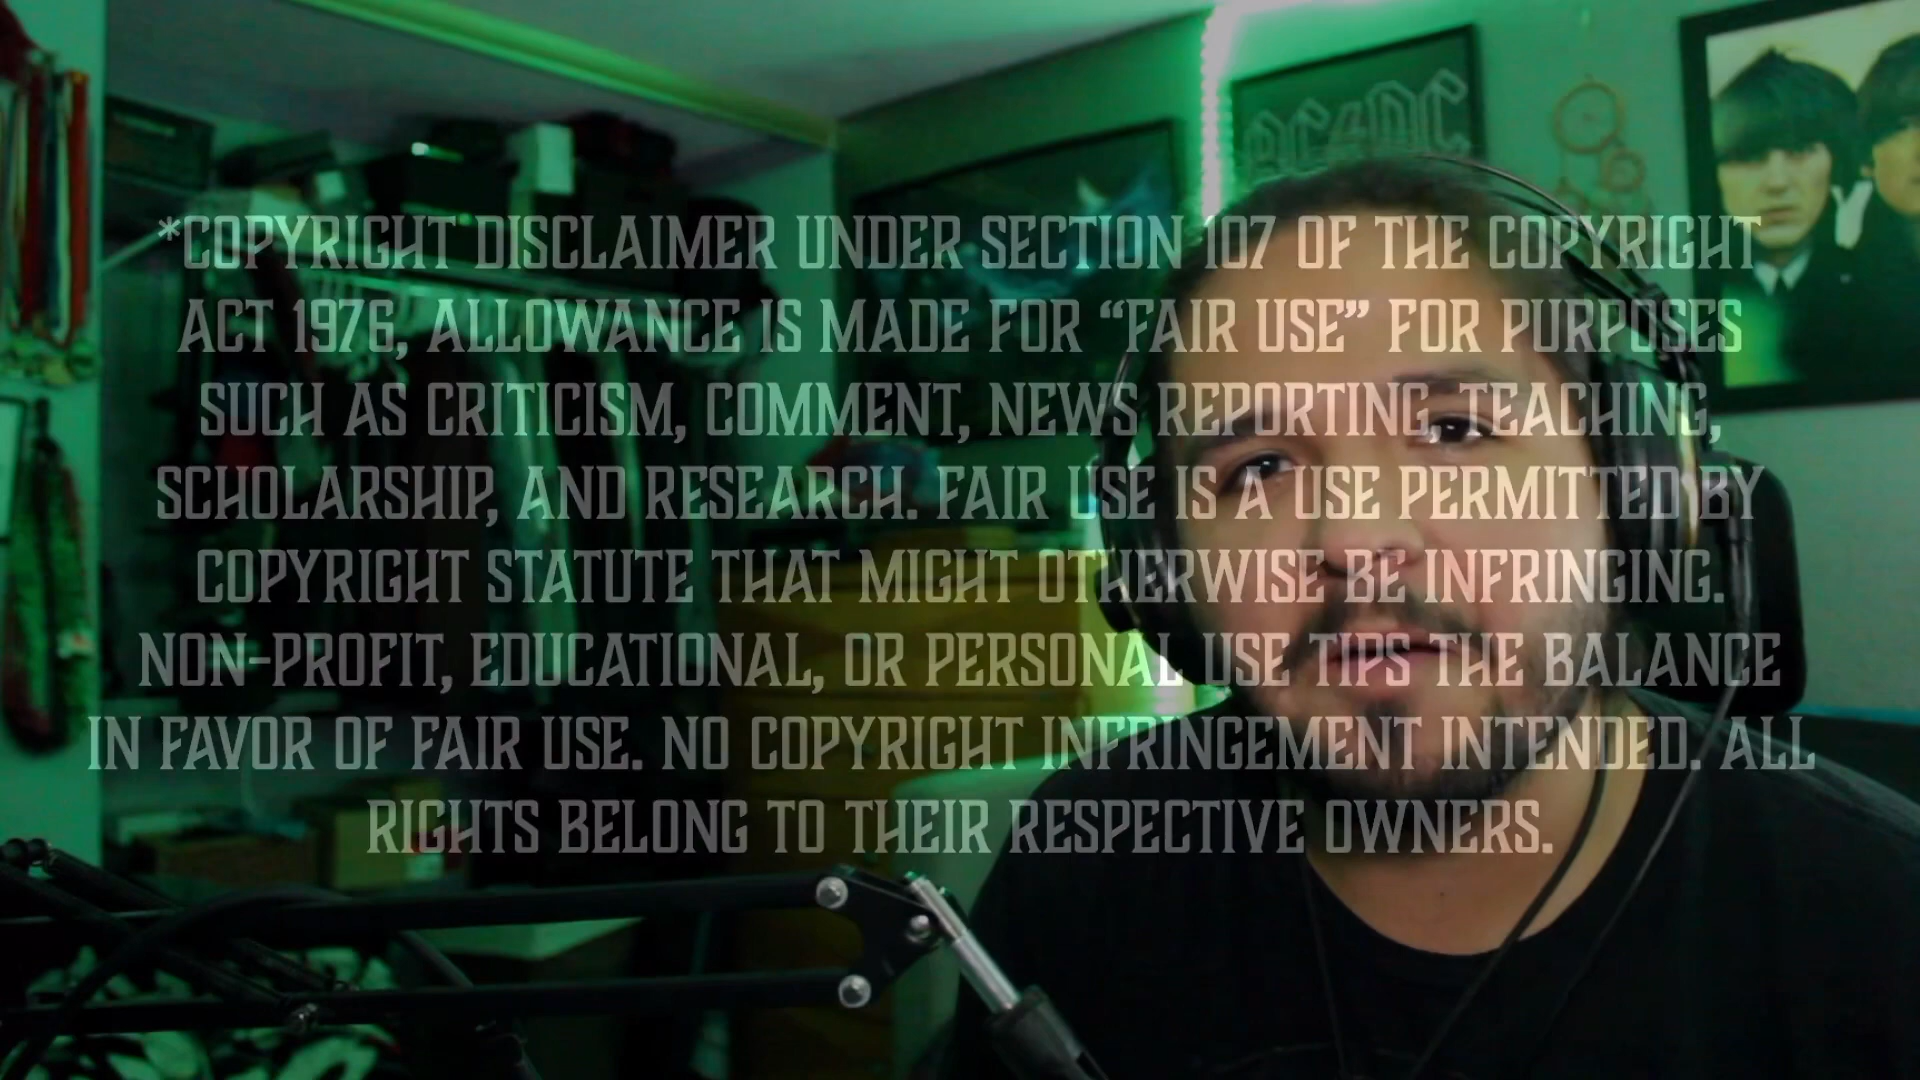 AC⚡DC
*COPYRIGHT DISCLAIMER UNDER SECTION 107 OF THE COPYRIGHT
ACT 1976, ALLOWANCE IS MADE FOR “FAIR USE” FOR PURPOSES
SUCH AS CRITICISM, COMMENT, NEWS REPORTING, TEACHING,
SCHOLARSHIP, AND RESEARCH. FAIR USE IS A USE PERMITTED BY
COPYRIGHT STATUTE THAT MIGHT OTHERWISE BE INFRINGING.
NON-PROFIT, EDUCATIONAL, OR PERSONAL USE TIPS THE BALANCE
IN FAVOR OF FAIR USE. NO COPYRIGHT INFRINGEMENT INTENDED. ALL
RIGHTS BELONG TO THEIR RESPECTIVE OWNERS.